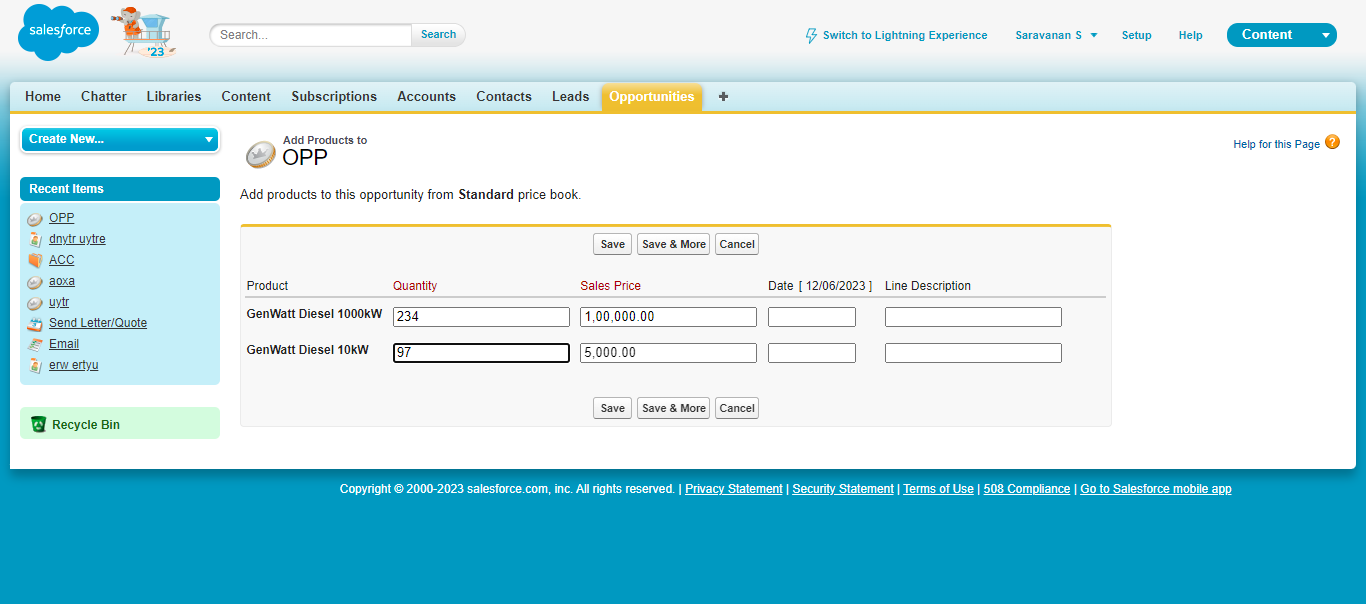 salesforce
'23
Search...
Search
Switch to Lightning Experience
Saravanan S
Setup
Help
Content
Home Chatter Libraries Content Subscriptions Accounts Contacts Leads Opportunities +
Create New...
Recent Items
OPP
dnytr uytre
ACC
aoxa
uytr
Send Letter/Quote
Email
erw ertyu
Recycle Bin
Add Products to
OPP
Help for this Page ?
Add products to this opportunity from Standard price book.
Save Save & More Cancel
Product Quantity Sales Price Date [ 12/06/2023 ] Line Description
GenWatt Diesel 1000kW 234 1,00,000.00
GenWatt Diesel 10kW 97 5,000.00
Save Save & More Cancel
Copyright © 2000-2023 salesforce.com, inc. All rights reserved. | Privacy Statement | Security Statement | Terms of Use | 508 Compliance | Go to Salesforce mobile app